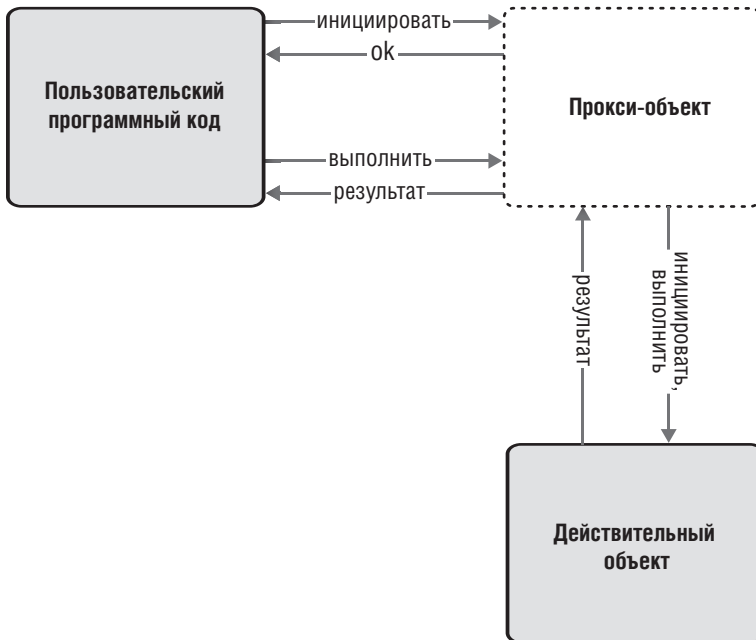 инициировать
ok
Пользовательский
программный код
Прокси-объект
выполнить
результат
результат
инициировать,
выполнить
Действительный
объект